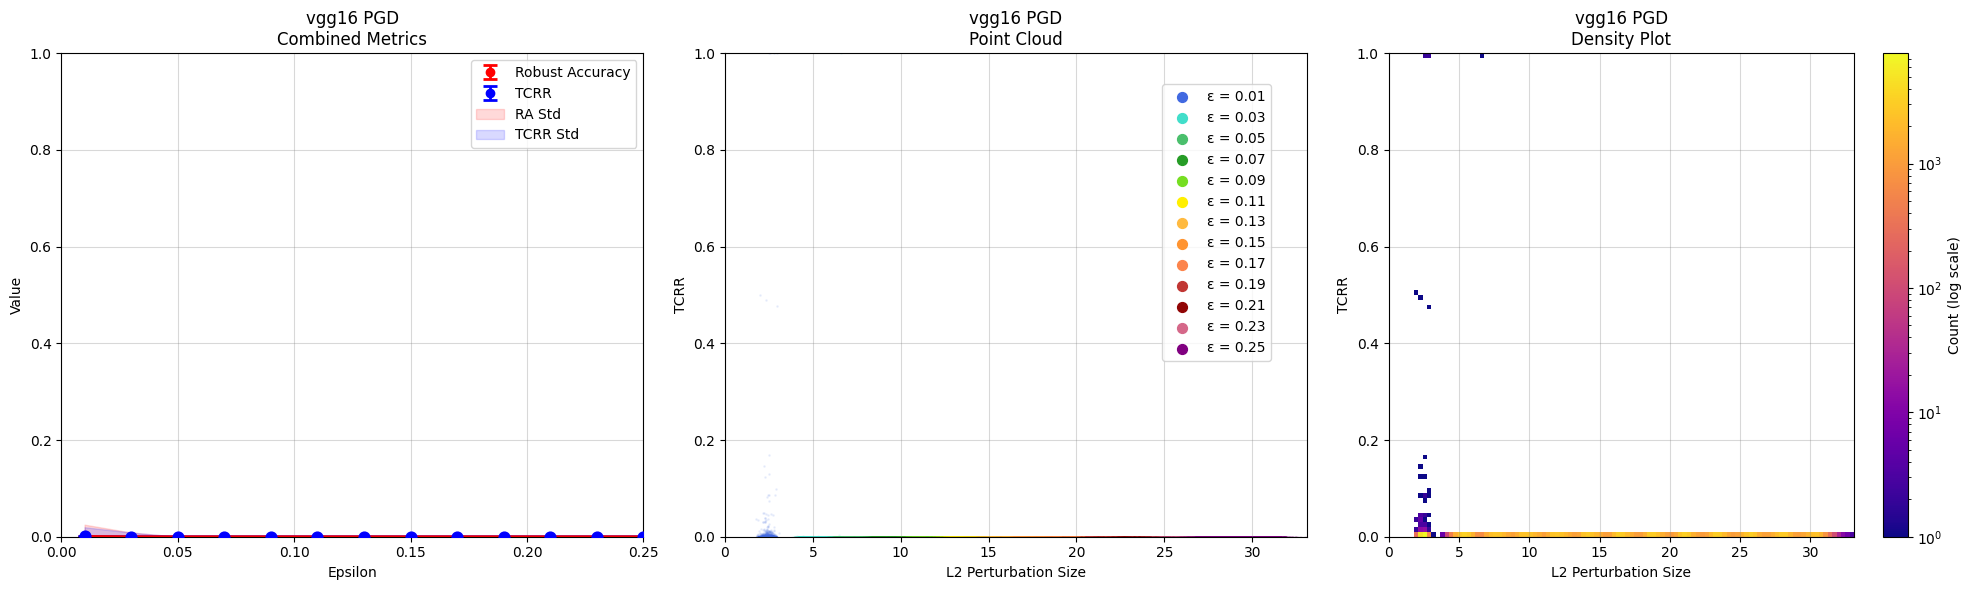 vgg16 PGD
Combined Metrics
Value
1.0
0.8
0.6
0.4
0.2
0.0
0.00
0.05
0.10
0.15
0.20
0.25
Epsilon
Robust Accuracy
TCRR
RA Std
TCRR Std
vgg16 PGD
Point Cloud
TCRR
1.0
0.8
0.6
0.4
0.2
0.0
0
5
10
15
20
25
30
L2 Perturbation Size
ε = 0.01
ε = 0.03
ε = 0.05
ε = 0.07
ε = 0.09
ε = 0.11
ε = 0.13
ε = 0.15
ε = 0.17
ε = 0.19
ε = 0.21
ε = 0.23
ε = 0.25
vgg16 PGD
Density Plot
TCRR
1.0
0.8
0.6
0.4
0.2
0.0
0
5
10
15
20
25
30
L2 Perturbation Size
10³
10²
10¹
10⁰
Count (log scale)